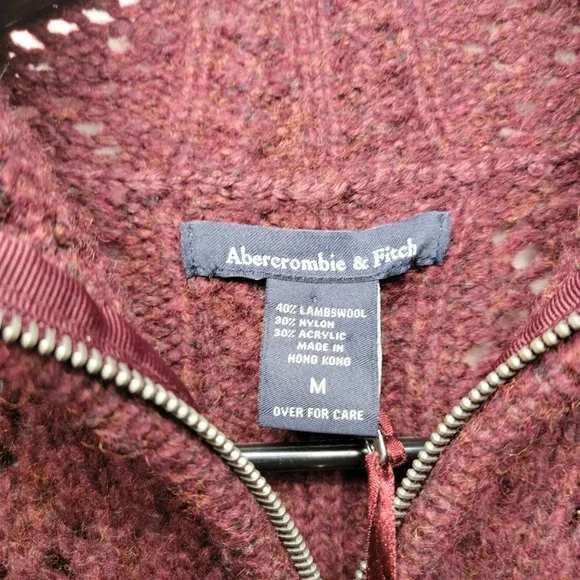 Abercrombie & Fitch
40% LAMBSWOOL
30% NYLON
30% ACRYLIC
MADE IN
HONG KONG
M
OVER FOR CARE